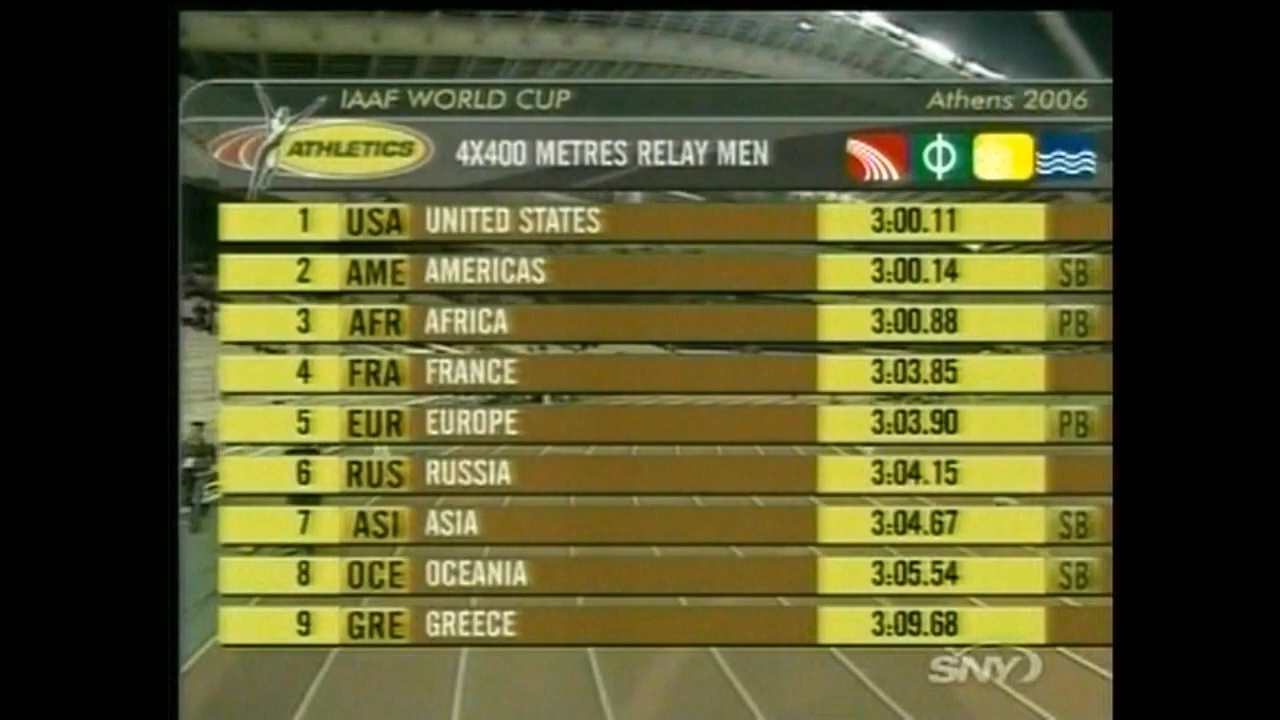 IAAF WORLD CUP Athens 2006
ATHLETICS 4X400 METRES RELAY MEN
1 USA UNITED STATES 3:00.11
2 AME AMERICAS 3:00.14 SB
3 AFR AFRICA 3:00.88 PB
4 FRA FRANCE 3:03.85
5 EUR EUROPE 3:03.90 PB
6 RUS RUSSIA 3:04.15
7 ASI ASIA 3:04.67 SB
8 OCE OCEANIA 3:05.54 SB
9 GRE GREECE 3:09.68
SNY